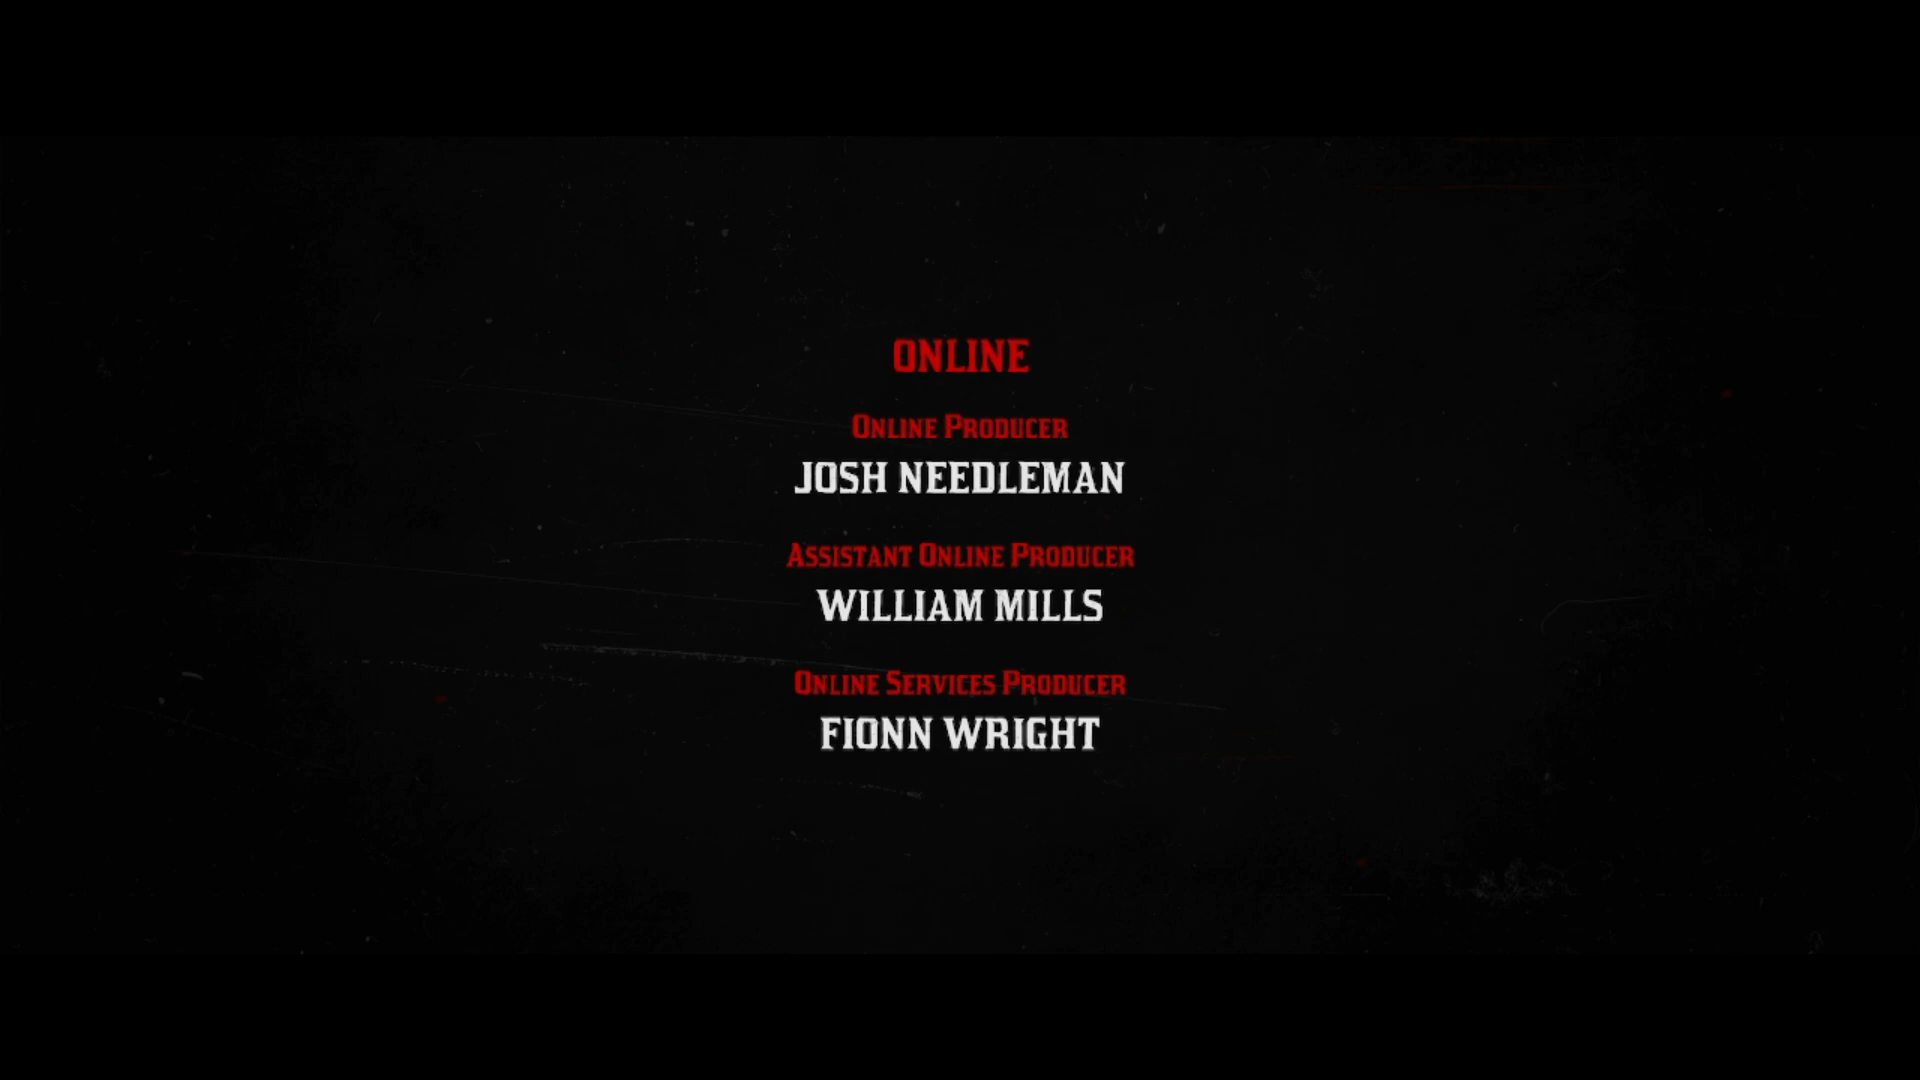 ONLINE
ONLINE PRODUCER
JOSH NEEDLEMAN
ASSISTANT ONLINE PRODUCER
WILLIAM MILLS
ONLINE SERVICES PRODUCER
FIONN WRIGHT